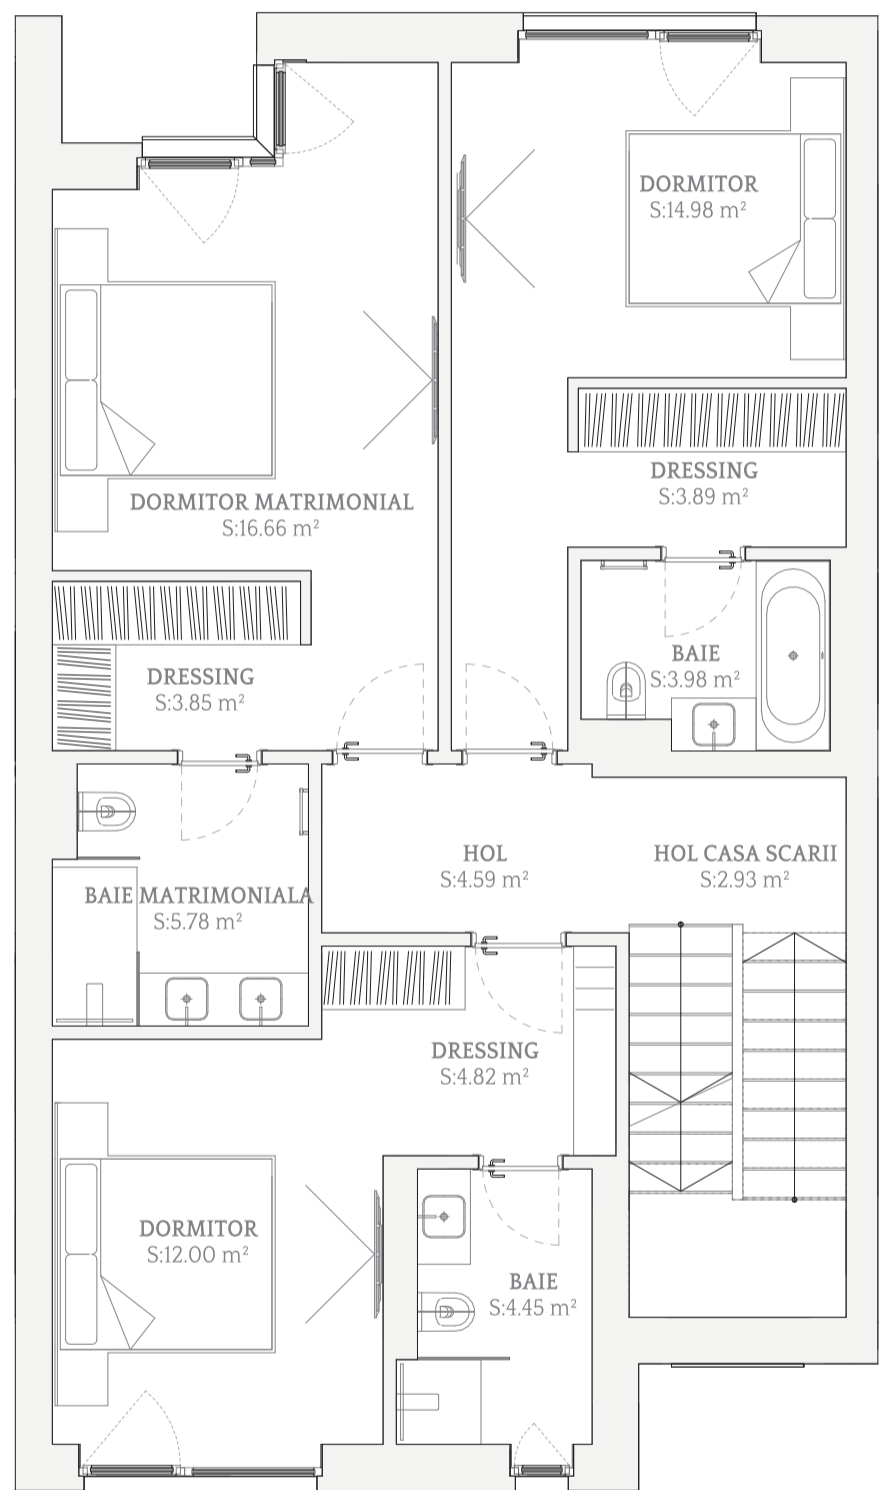 DORMITOR
S:14.98 m²
DORMITOR MATRIMONIAL
S:16.66 m²
DRESSING
S:3.89 m²
BAIE
S:3.98 m²
DRESSING
S:3.85 m²
HOL
S:4.59 m²
HOL CASA SCARII
S:2.93 m²
BAIE MATRIMONIALA
S:5.78 m²
DRESSING
S:4.82 m²
DORMITOR
S:12.00 m²
BAIE
S:4.45 m²